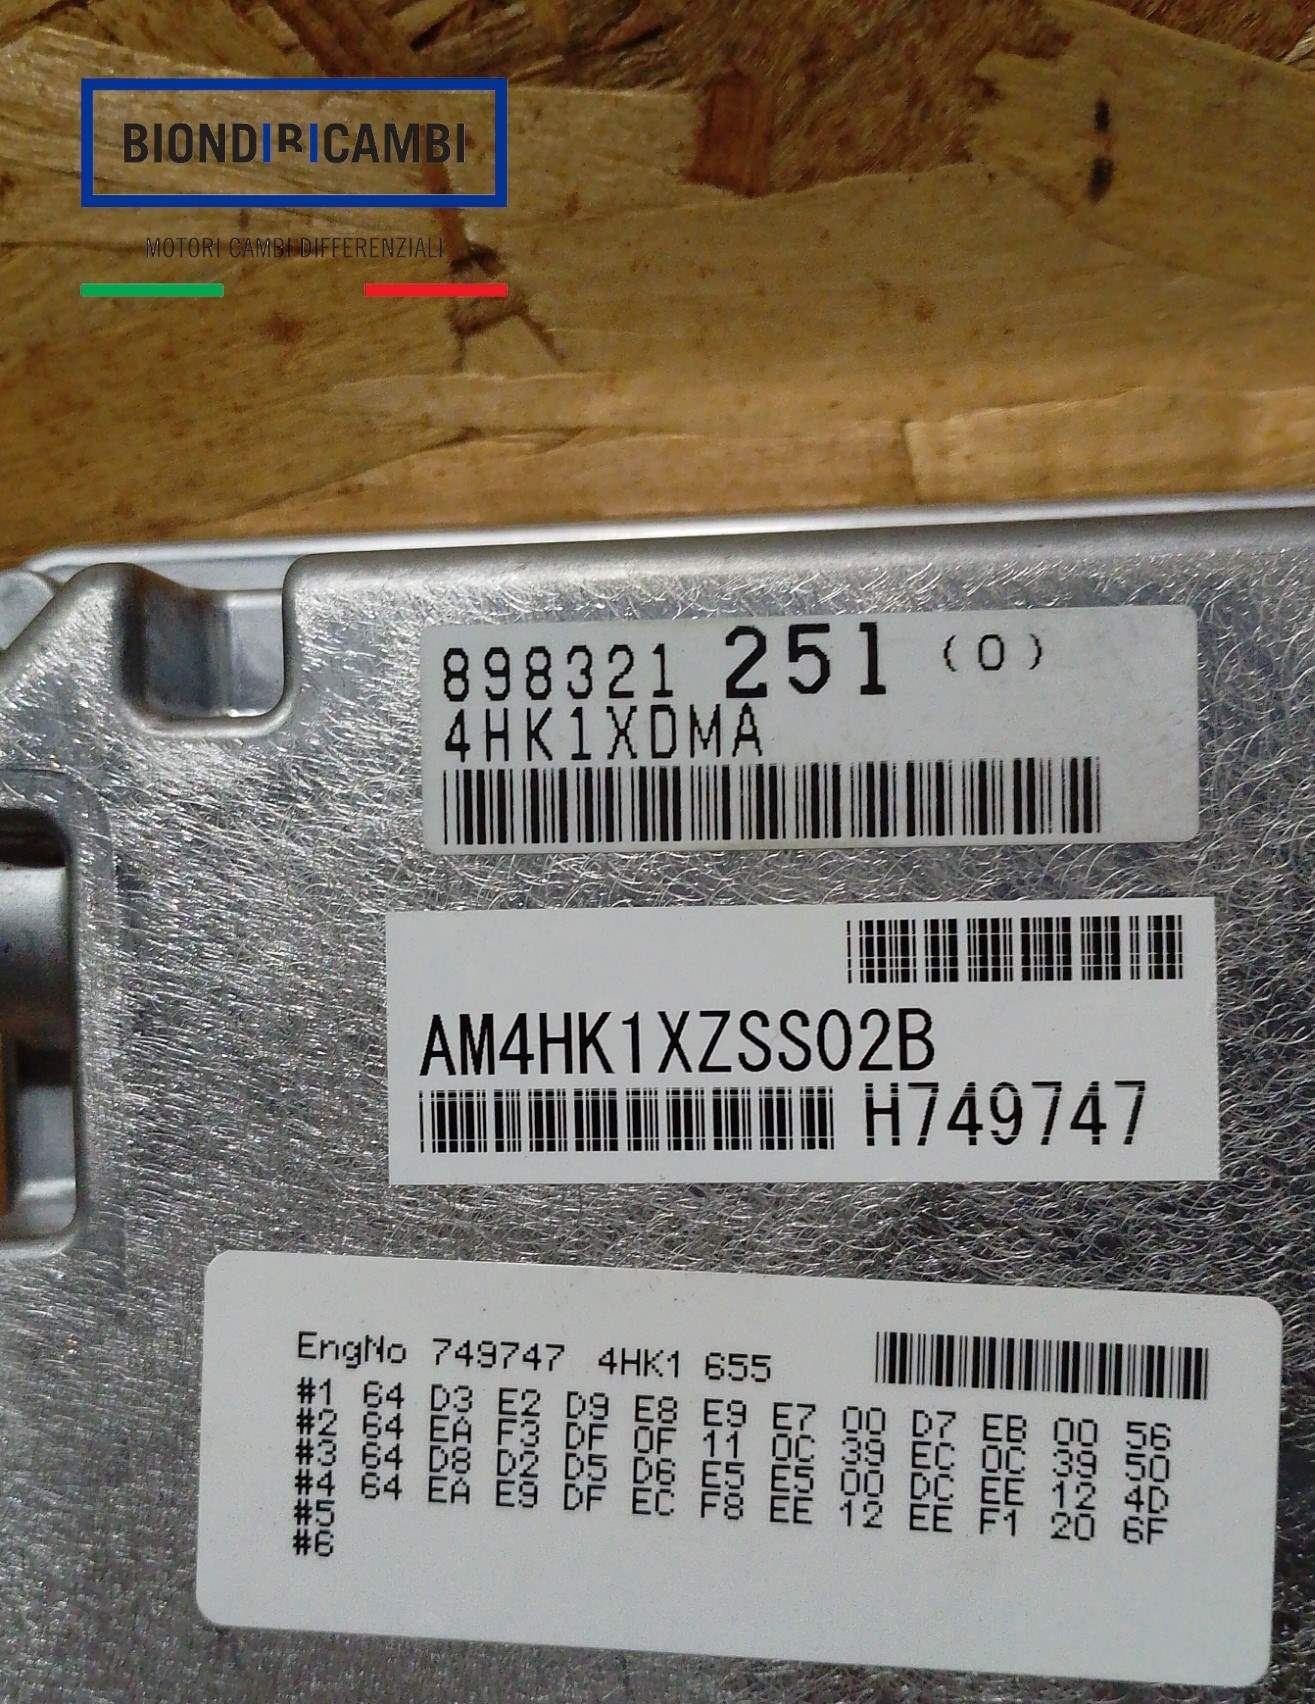 BIONDIRICAMBI
MOTORI CAMBI DIFFERENZIALI
898321 251 (0)
4HK1XDMA
AM4HK1XZSS02B
H749747
EngNo 749747 4HK1 655
#1 64 D3 E2 D9 E8 E9 E7 00 D7 EB 00 56
#2 64 EA F3 DF 0F 11 0C 39 EC 0C 39 50
#3 64 D8 D2 D5 D6 E5 E5 00 DC EE 12 4D
#4 64 EA E9 DF EC F8 EE 12 EE F1 20 6F
#5
#6